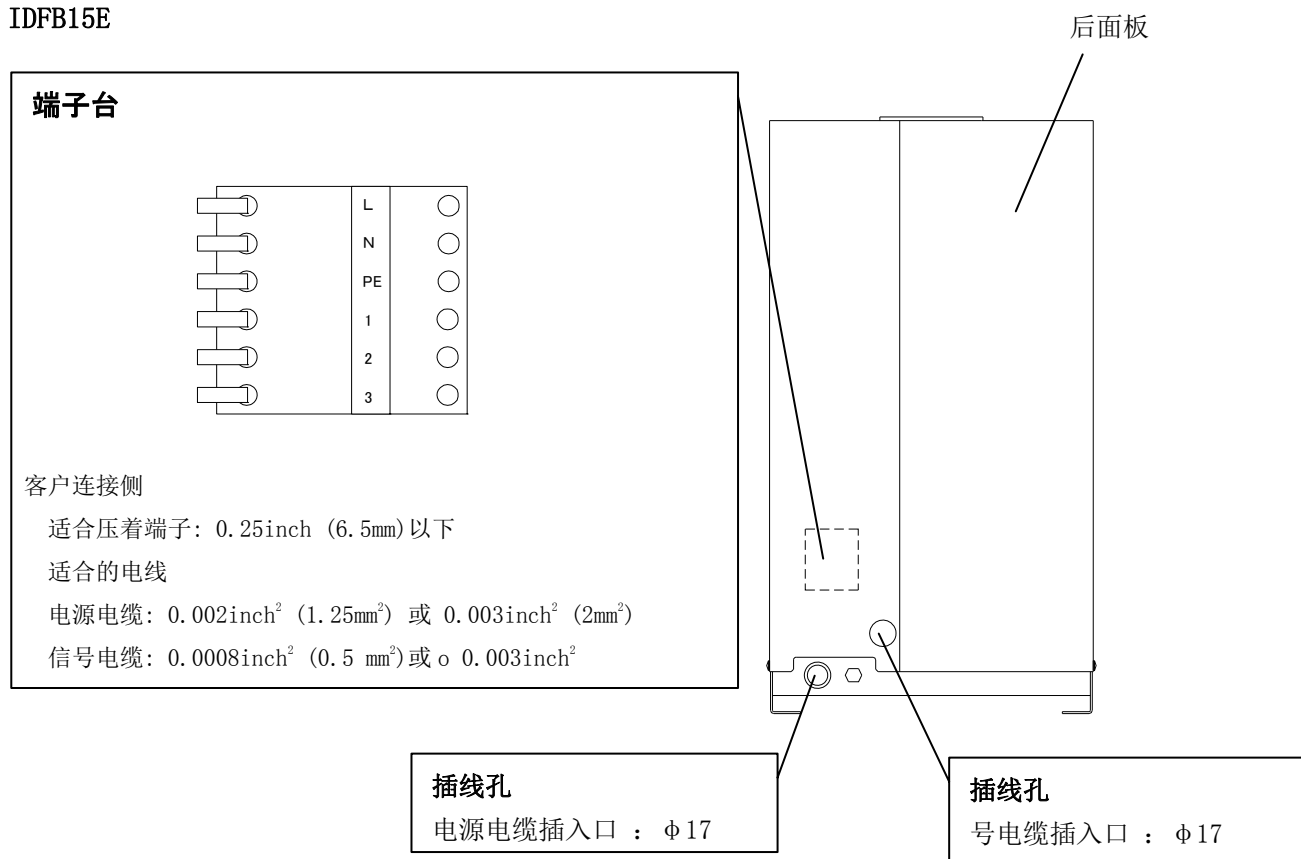 IDFB15E
后面板
端子台
L
N
PE
1
2
3
客户连接侧
适合压着端子: 0.25inch (6.5mm)以下
适合的电线
电源电缆: 0.002inch² (1.25mm²) 或 0.003inch² (2mm²)
信号电缆: 0.0008inch² (0.5 mm²)或 o 0.003inch²
插线孔
电源电缆插入口 : φ17
插线孔
号电缆插入口 : φ17